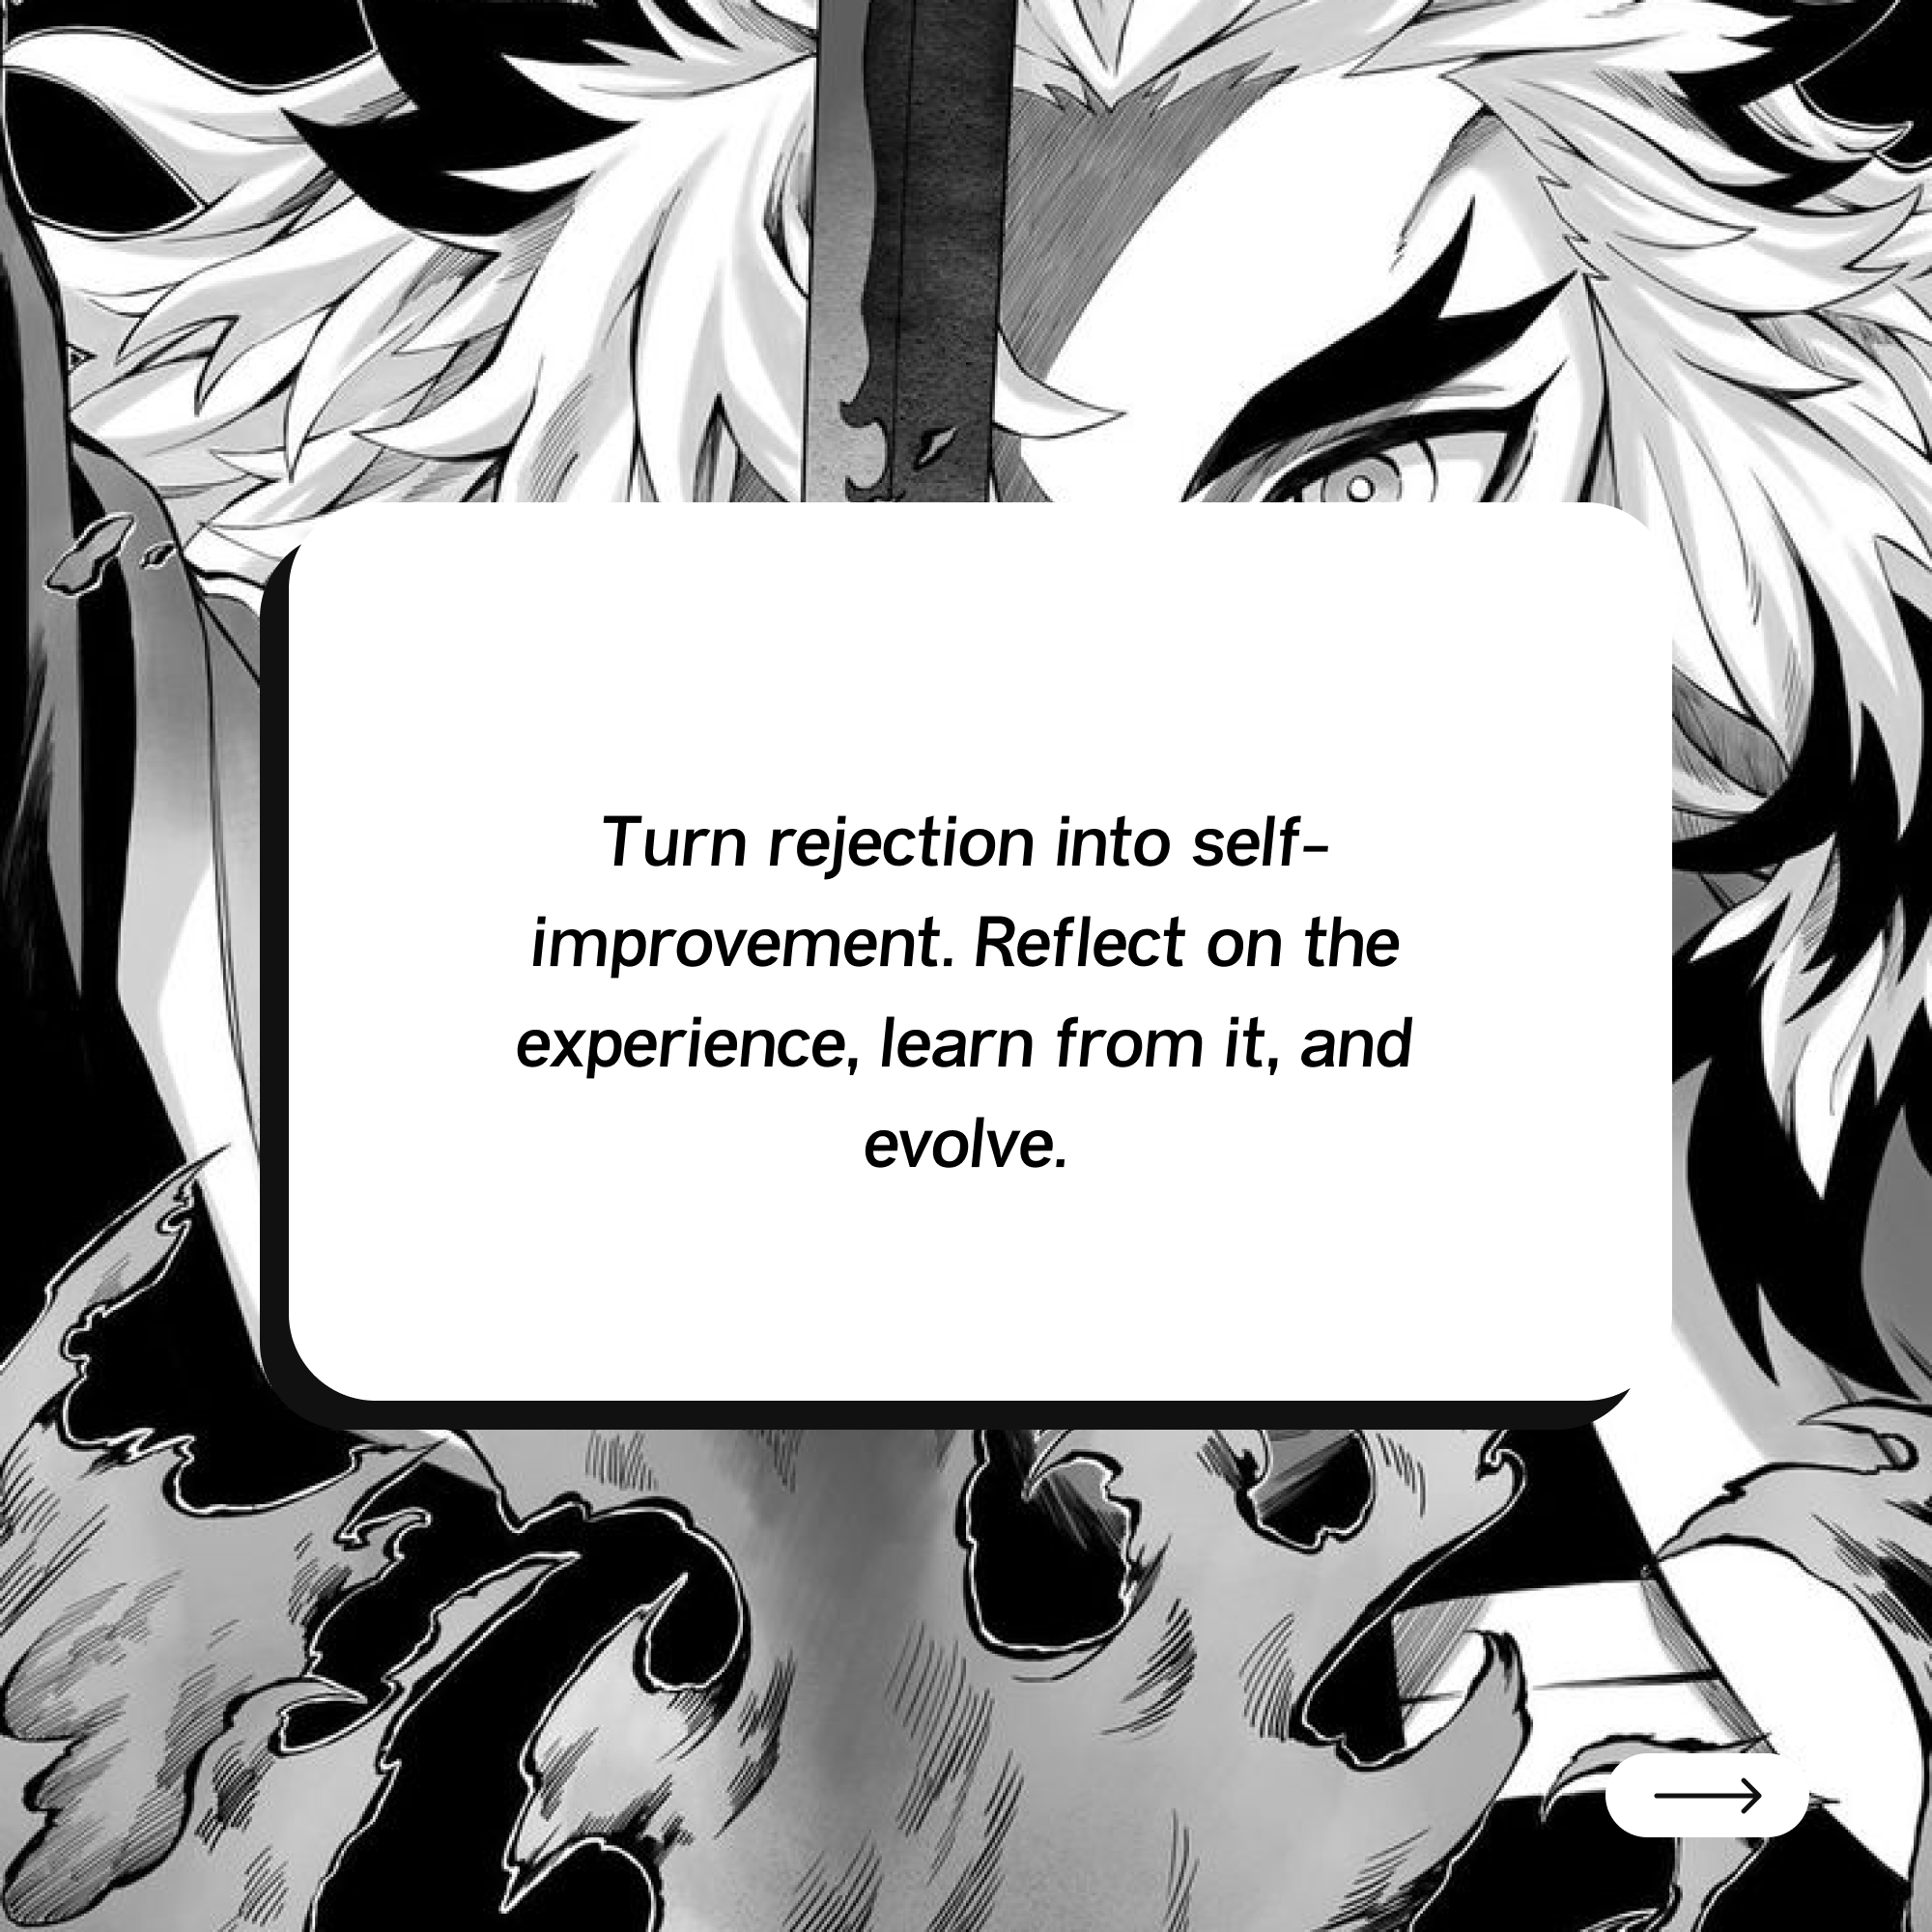 Turn rejection into self-
improvement. Reflect on the
experience, learn from it, and
evolve.